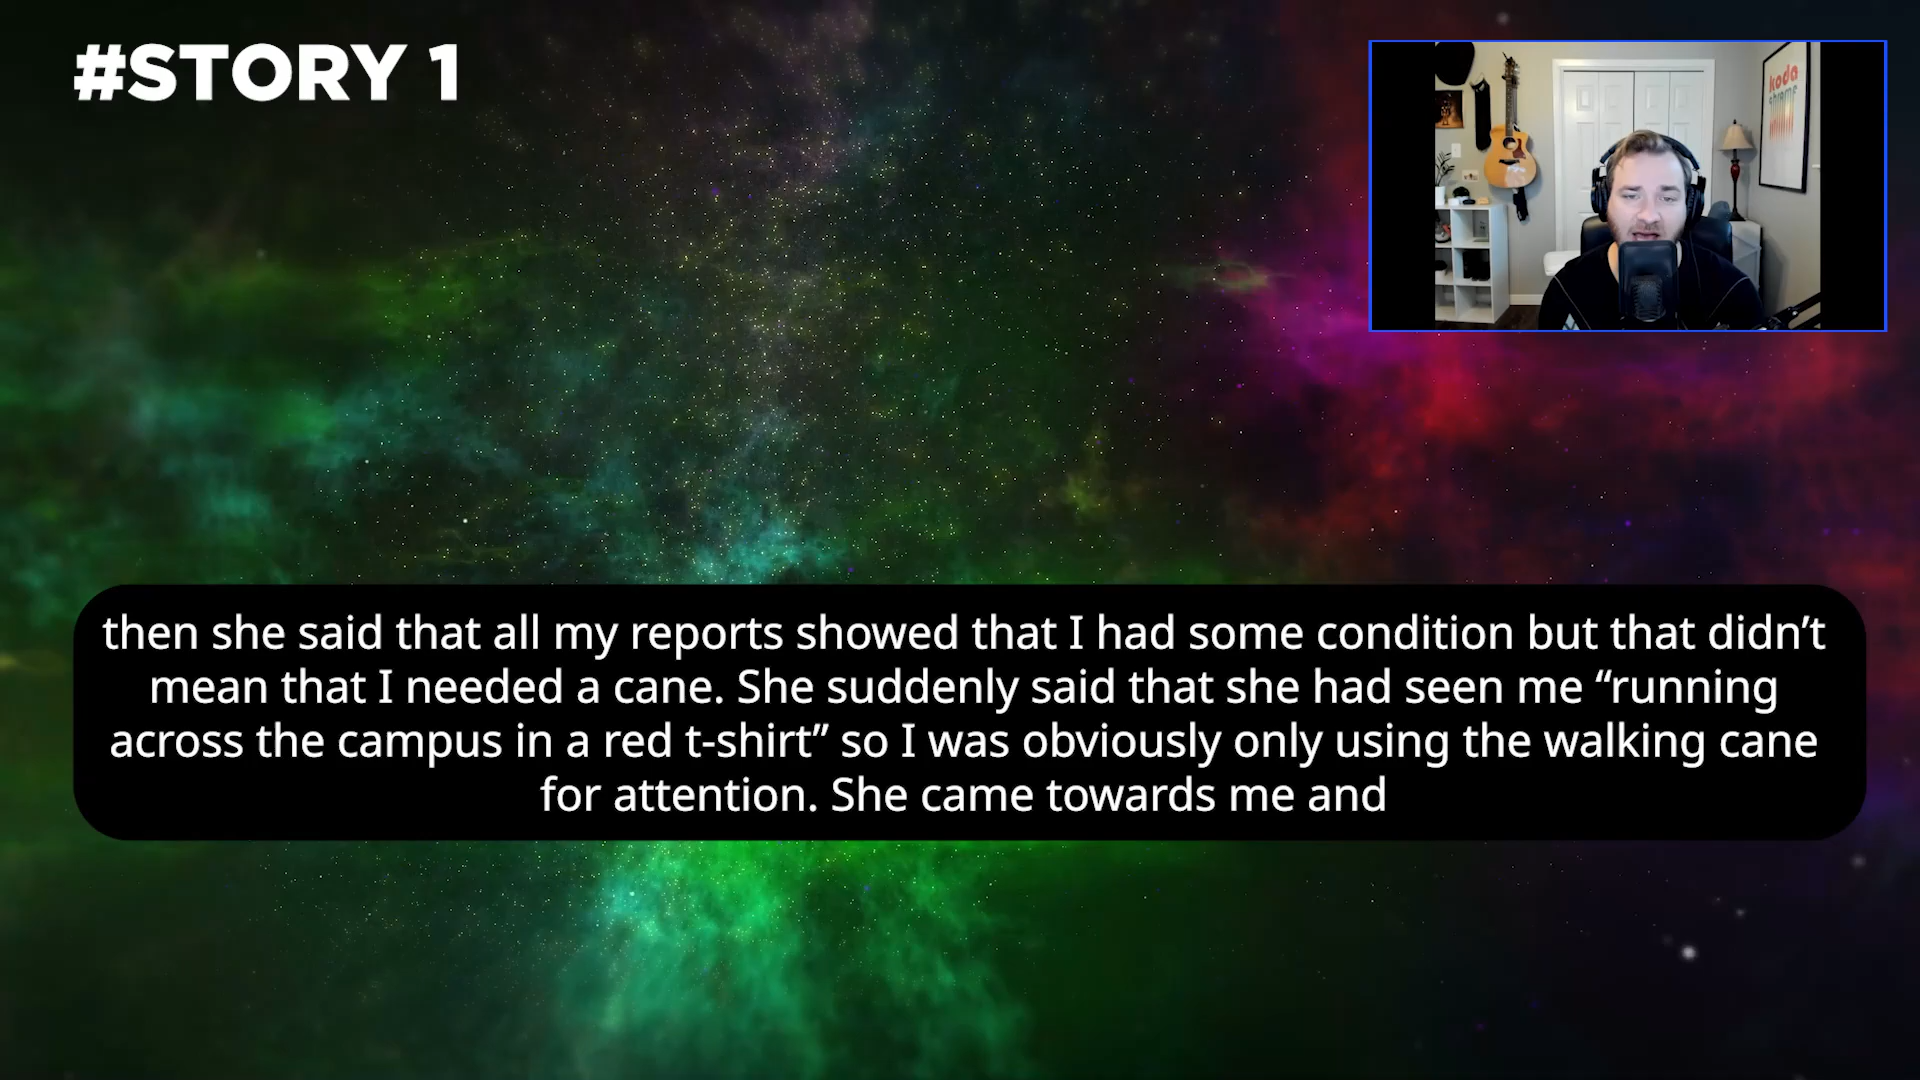 #STORY 1
koda
then she said that all my reports showed that I had some condition but that didn’t
mean that I needed a cane. She suddenly said that she had seen me “running
across the campus in a red t-shirt” so I was obviously only using the walking cane
for attention. She came towards me and